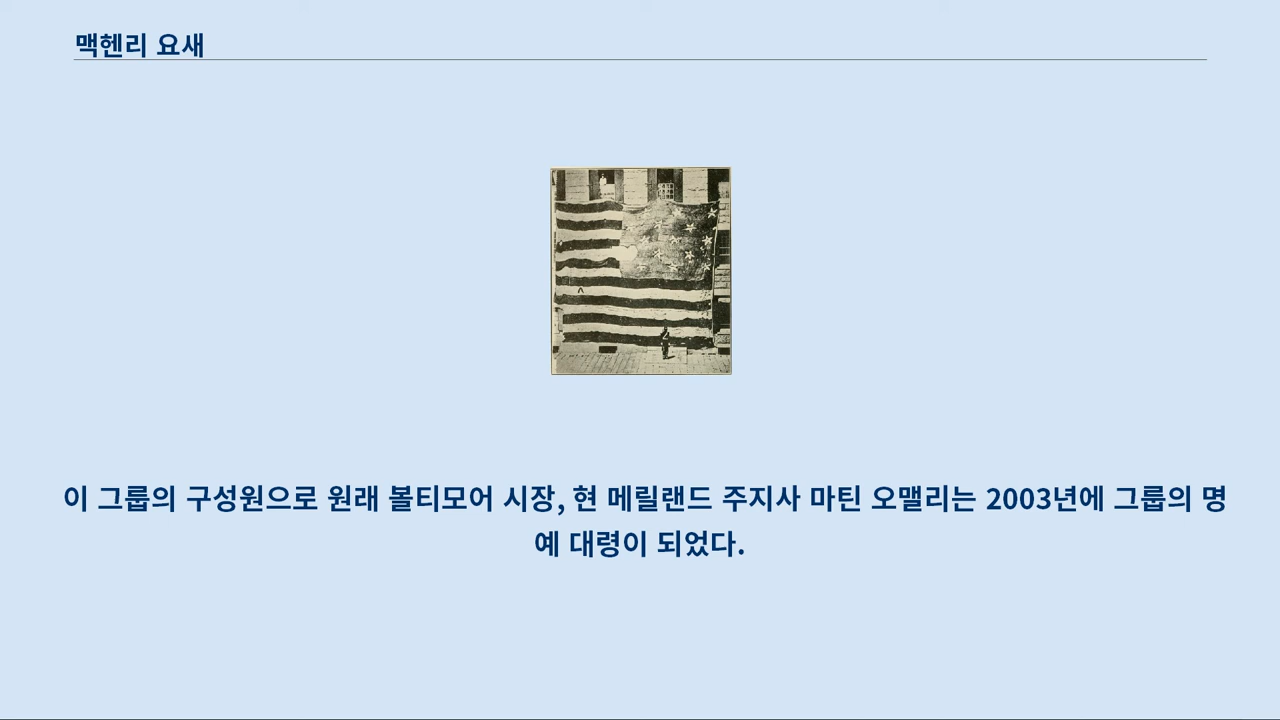 맥헨리 요새
이 그룹의 구성원으로 원래 볼티모어 시장, 현 메릴랜드 주지사 마틴 오맬리는 2003년에 그룹의 명
예 대령이 되었다.